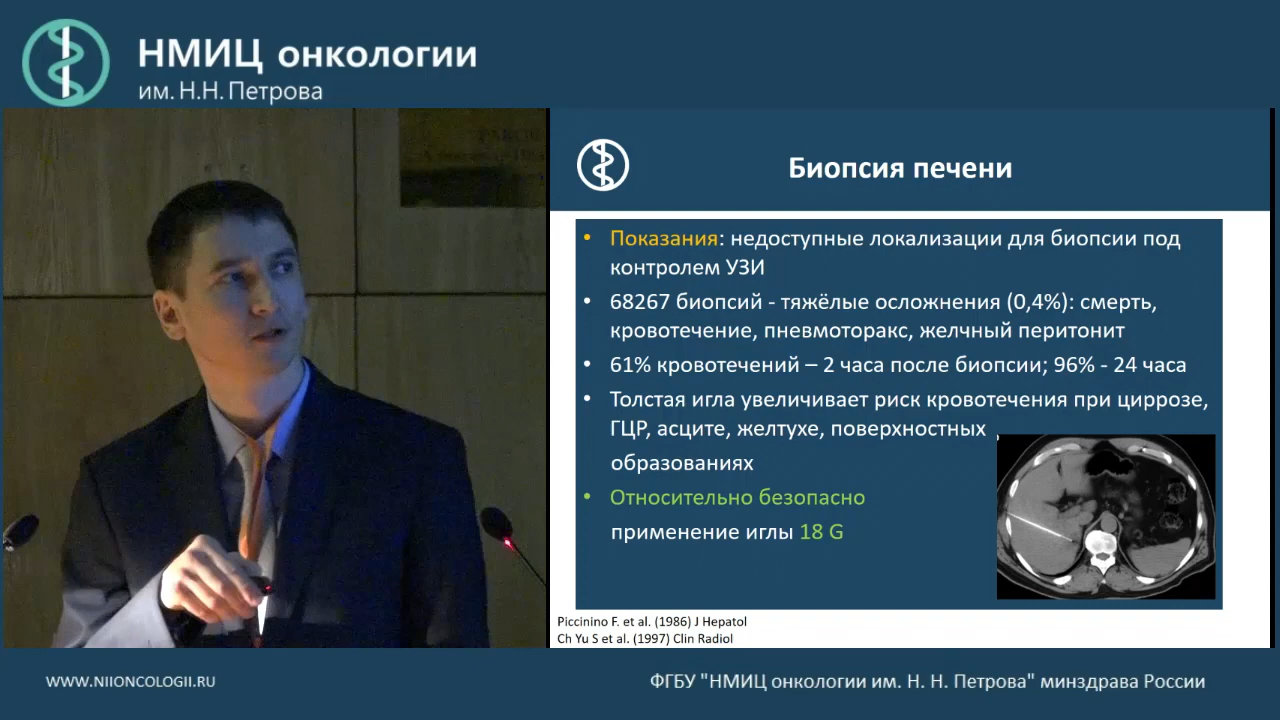 НМИЦ онкологии
им. Н.Н. Петрова
Биопсия печени
• Показания: недоступные локализации для биопсии под
контролем УЗИ
• 68267 биопсий - тяжёлые осложнения (0,4%): смерть,
кровотечение, пневмоторакс, желчный перитонит
• 61% кровотечений – 2 часа после биопсии; 96% - 24 часа
• Толстая игла увеличивает риск кровотечения при циррозе,
ГЦР, асците, желтухе, поверхностных
образованиях
• Относительно безопасно
применение иглы 18 G
Piccinino F. et al. (1986) J Hepatol
Ch Yu S et al. (1997) Clin Radiol
WWW.NIIONCOLOGII.RU
ФГБУ "НМИЦ онкологии им. Н. Н. Петрова" минздрава России